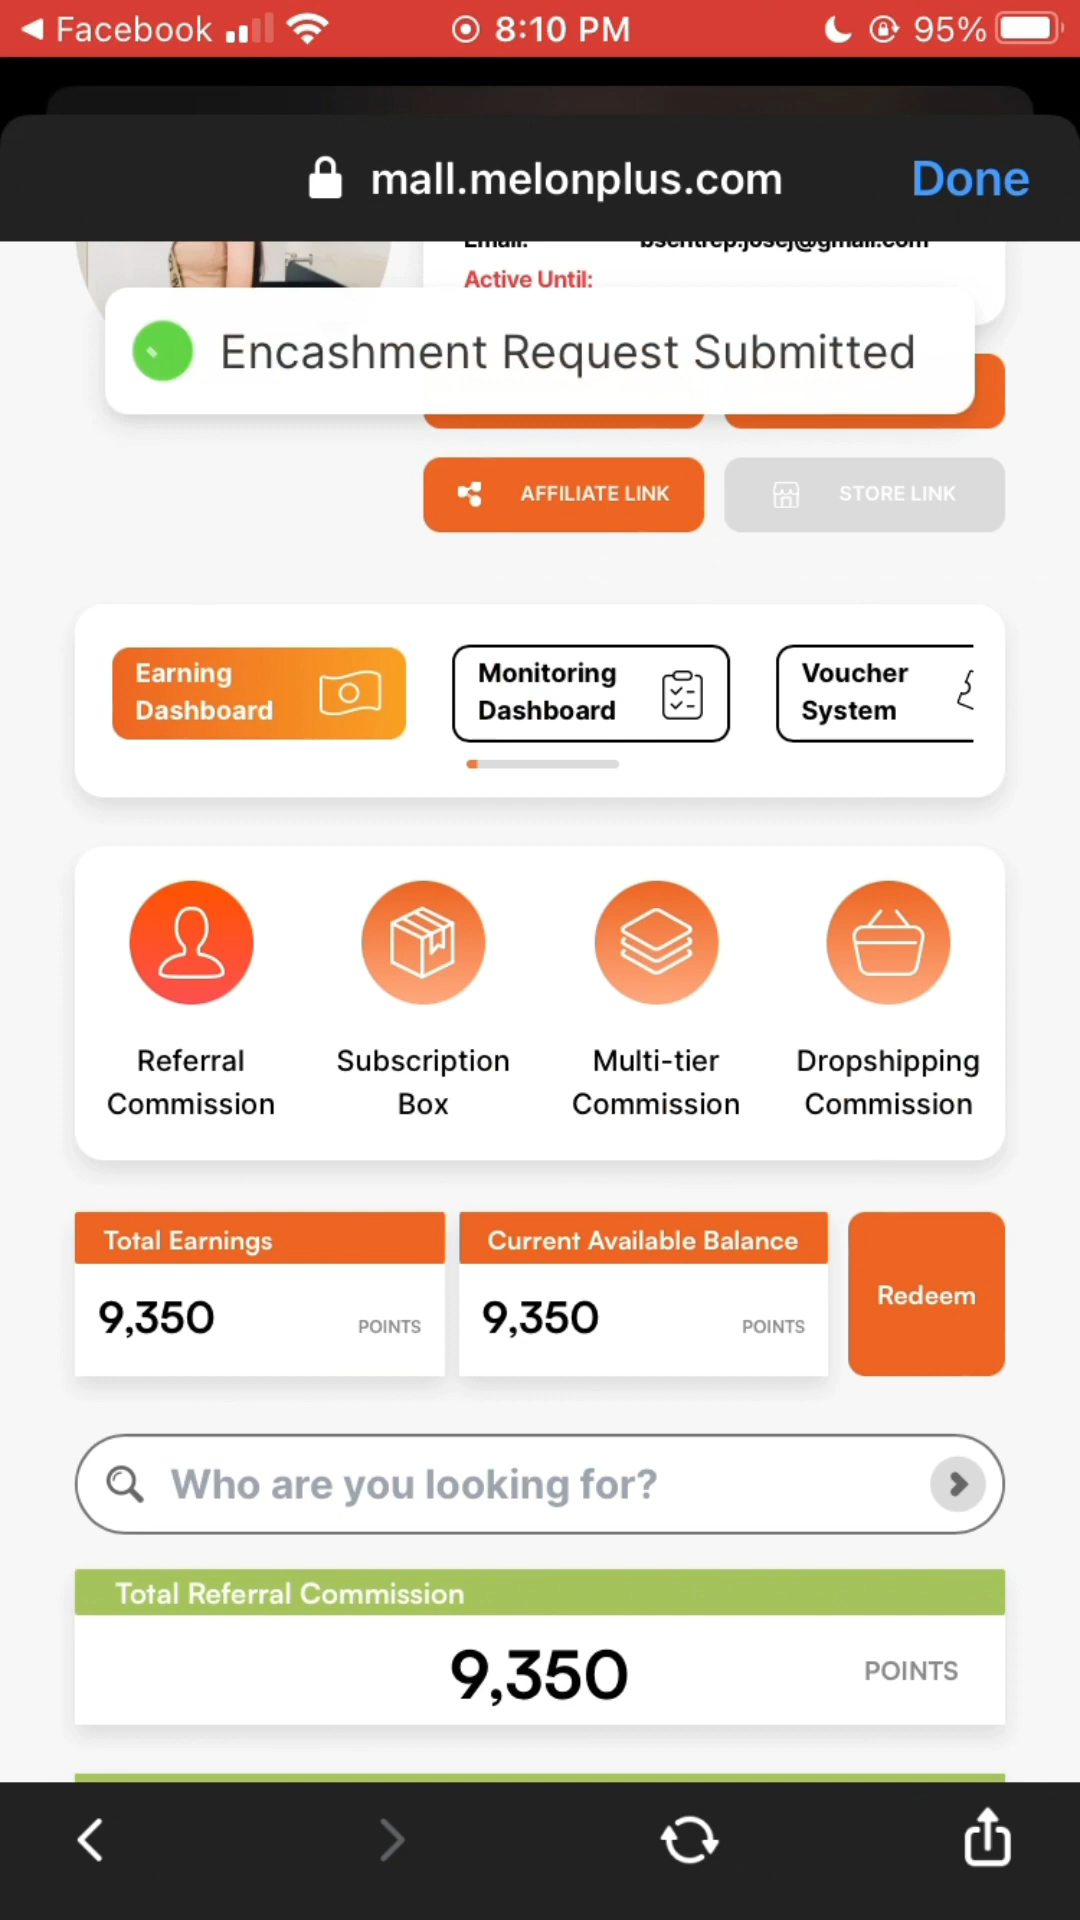 Facebook 8:10 PM 95%
mall.melonplus.com Done
Email: bsentrep.josej@gmail.com
Active Until:
Encashment Request Submitted
AFFILIATE LINK STORE LINK
Earning
Dashboard
Monitoring
Dashboard
Voucher
System
Referral
Commission
Subscription
Box
Multi-tier
Commission
Dropshipping
Commission
Total Earnings
9,350 POINTS
Current Available Balance
9,350 POINTS
Redeem
Who are you looking for?
Total Referral Commission
9,350 POINTS